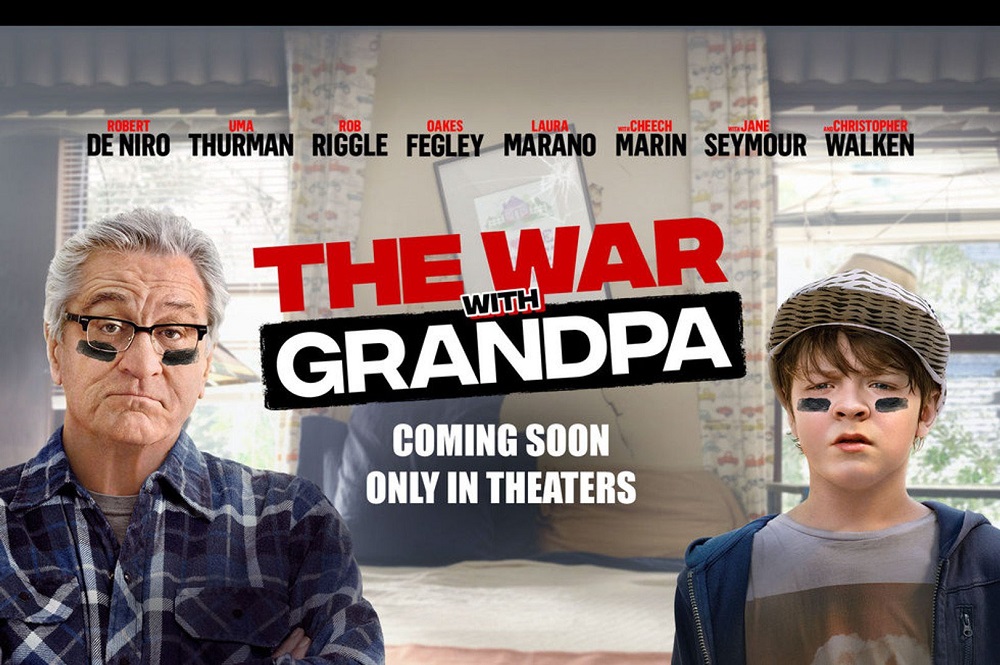 ROBERT DE NIRO UMA THURMAN ROB RIGGLE OAKES FEGLEY LAURA MARANO WITH CHEECH MARIN WITH JANE SEYMOUR AND CHRISTOPHER WALKEN
THE WAR
WITH
GRANDPA
COMING SOON
ONLY IN THEATERS